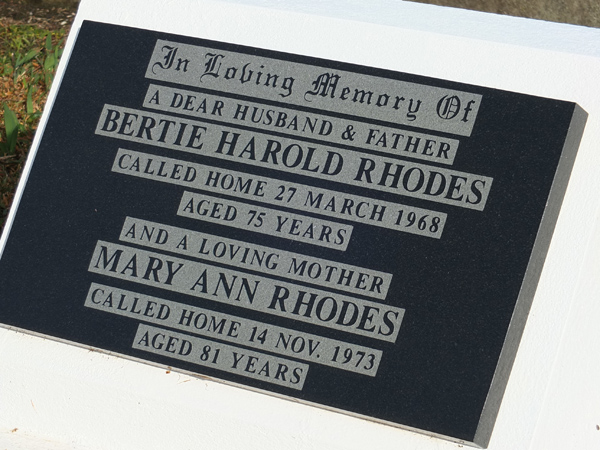 In Loving Memory Of
A DEAR HUSBAND & FATHER
BERTIE HAROLD RHODES
CALLED HOME 27 MARCH 1968
AGED 75 YEARS
AND A LOVING MOTHER
MARY ANN RHODES
CALLED HOME 14 NOV. 1973
AGED 81 YEARS